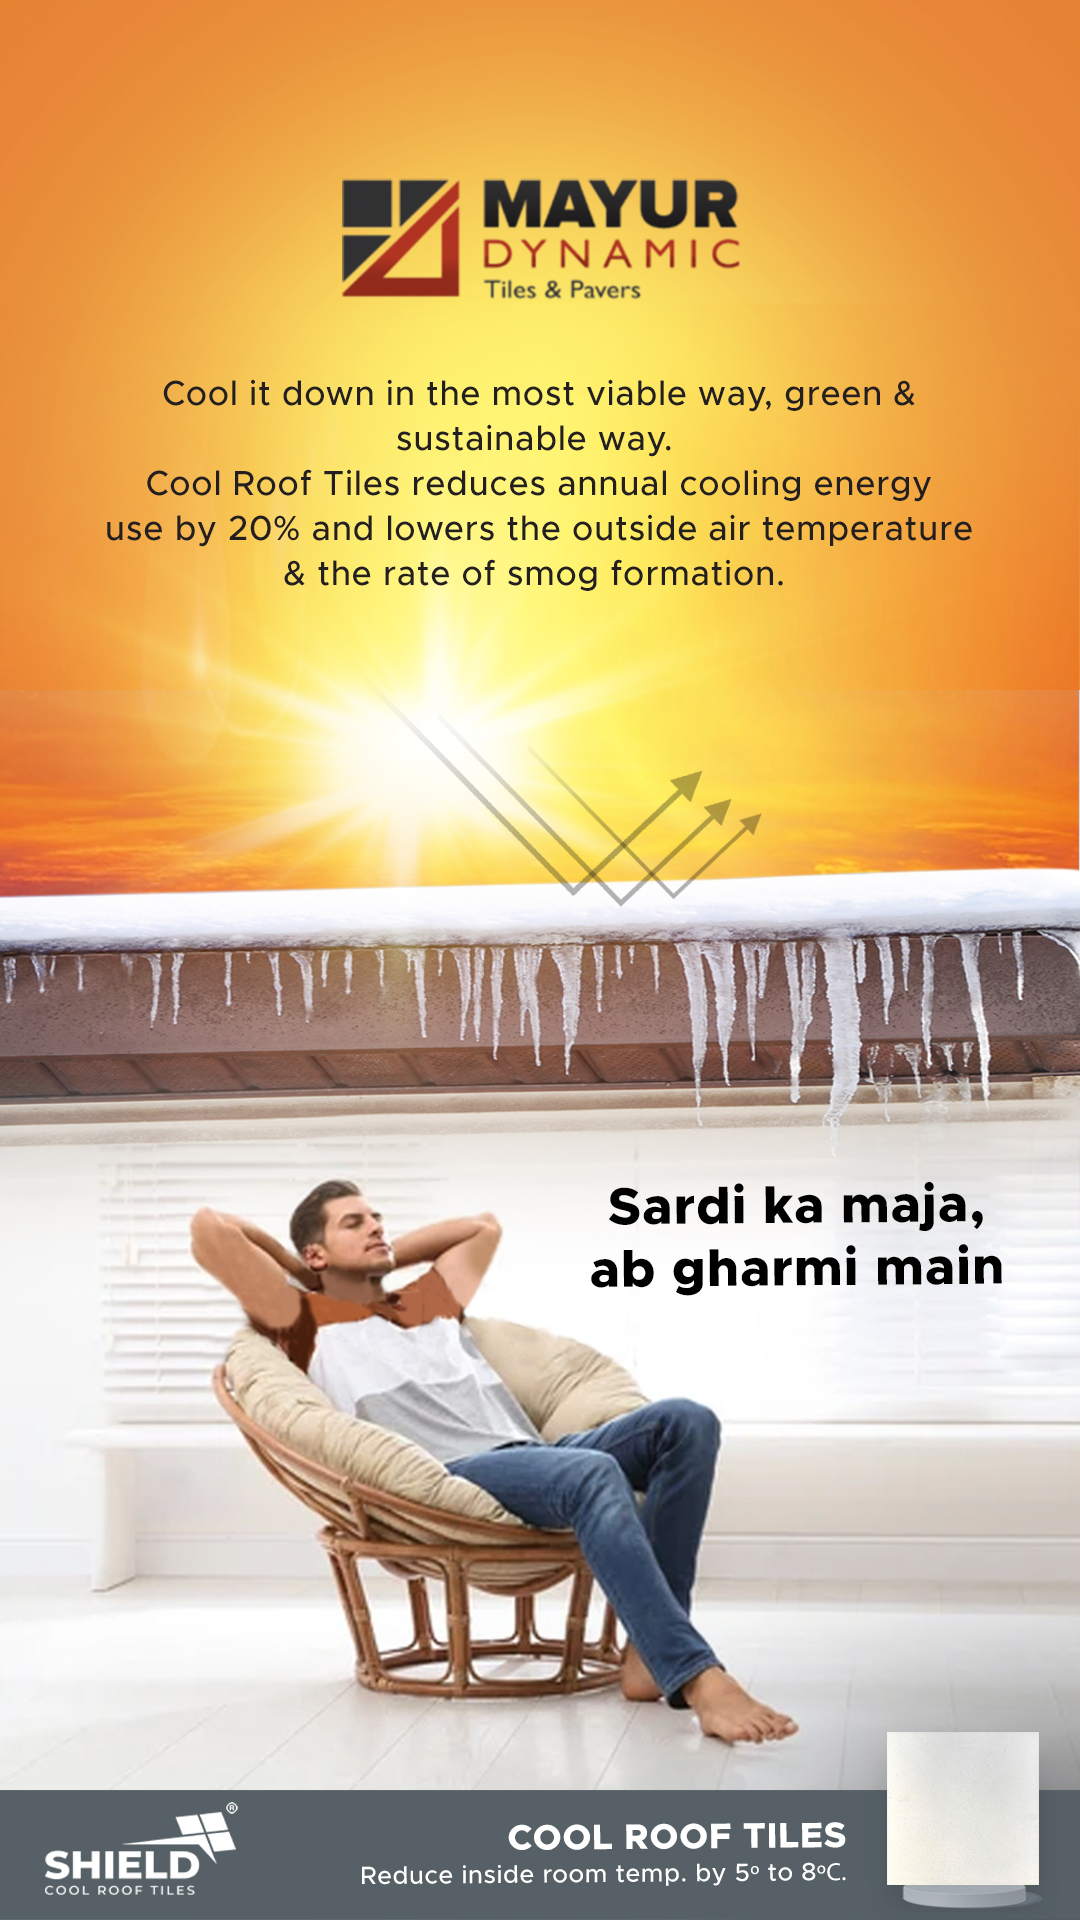 MAYUR
DYNAMIC
Tiles & Pavers
Cool it down in the most viable way, green &
sustainable way.
Cool Roof Tiles reduces annual cooling energy
use by 20% and lowers the outside air temperature
& the rate of smog formation.
Sardi ka maja,
ab gharmi main
SHIELD®
COOL ROOF TILES
COOL ROOF TILES
Reduce inside room temp. by 5º to 8ºC.